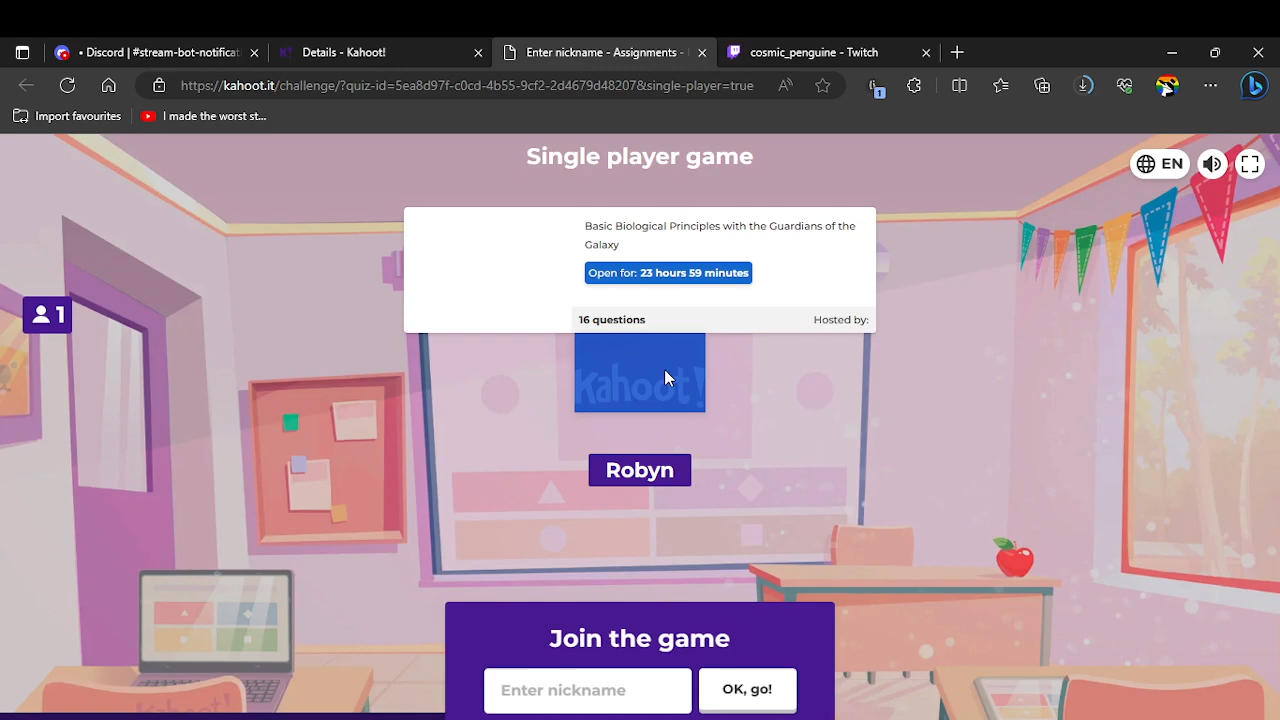 • Discord | #stream-bot-notificat
Details - Kahoot!
Enter nickname - Assignments -
cosmic_penguine - Twitch
https://kahoot.it/challenge/?quiz-id=5ea8d97f-c0cd-4b55-9cf2-2d4679d48207&single-player=true
1
Import favourites
I made the worst st...
Single player game
EN
Basic Biological Principles with the Guardians of the
Galaxy
Open for: 23 hours 59 minutes
16 questions
Hosted by:
1
Kahoot!
Robyn
Join the game
Enter nickname
OK, go!